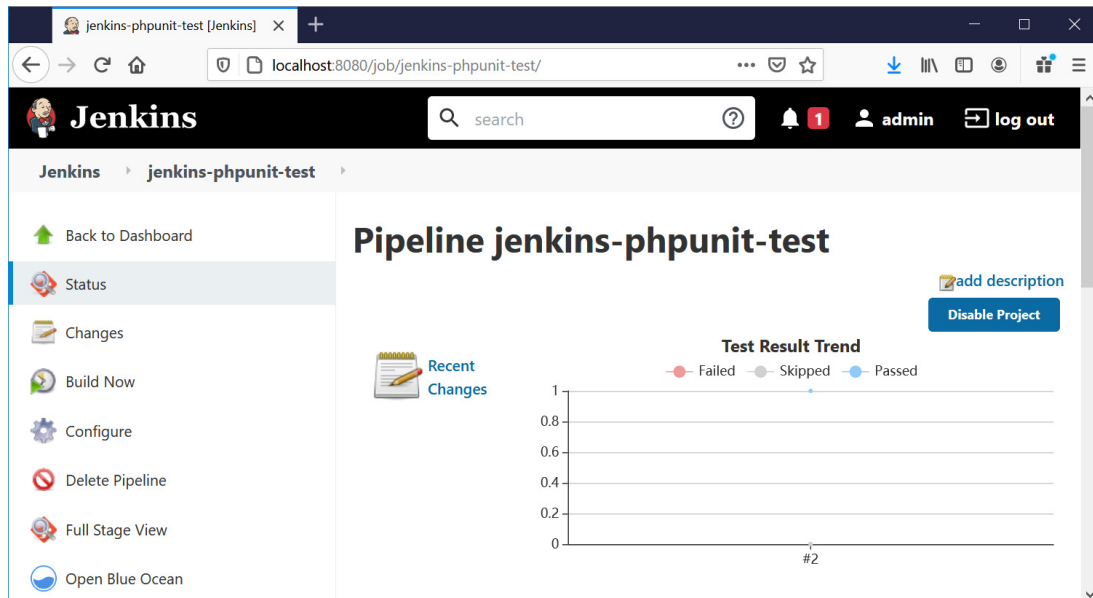 jenkins-phpunit-test [Jenkins]
localhost:8080/job/jenkins-phpunit-test/
Jenkins
search
1
admin
log out
Jenkins
jenkins-phpunit-test
Back to Dashboard
Status
Changes
Build Now
Configure
Delete Pipeline
Full Stage View
Open Blue Ocean
Pipeline jenkins-phpunit-test
add description
Disable Project
Recent
Changes
Test Result Trend
Failed Skipped Passed
1
0.8
0.6
0.4
0.2
0
#2